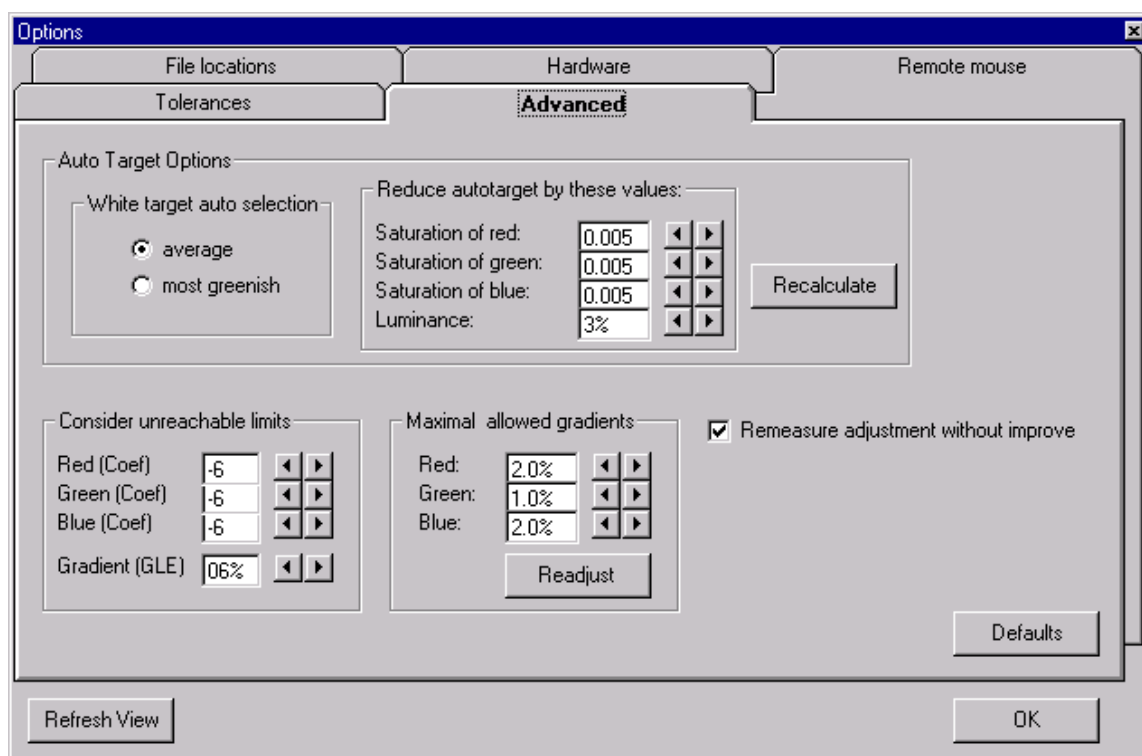 Options
File locations
Hardware
Remote mouse
Tolerances
Advanced
Auto Target Options
White target auto selection
average
most greenish
Reduce autotarget by these values:
Saturation of red: 0.005
Saturation of green: 0.005
Saturation of blue: 0.005
Luminance: 3%
Recalculate
Consider unreachable limits
Red (Coef) -6
Green (Coef) -6
Blue (Coef) -6
Gradient (GLE) 06%
Maximal allowed gradients
Red: 2.0%
Green: 1.0%
Blue: 2.0%
Readjust
Remeasure adjustment without improve
Defaults
Refresh View
OK